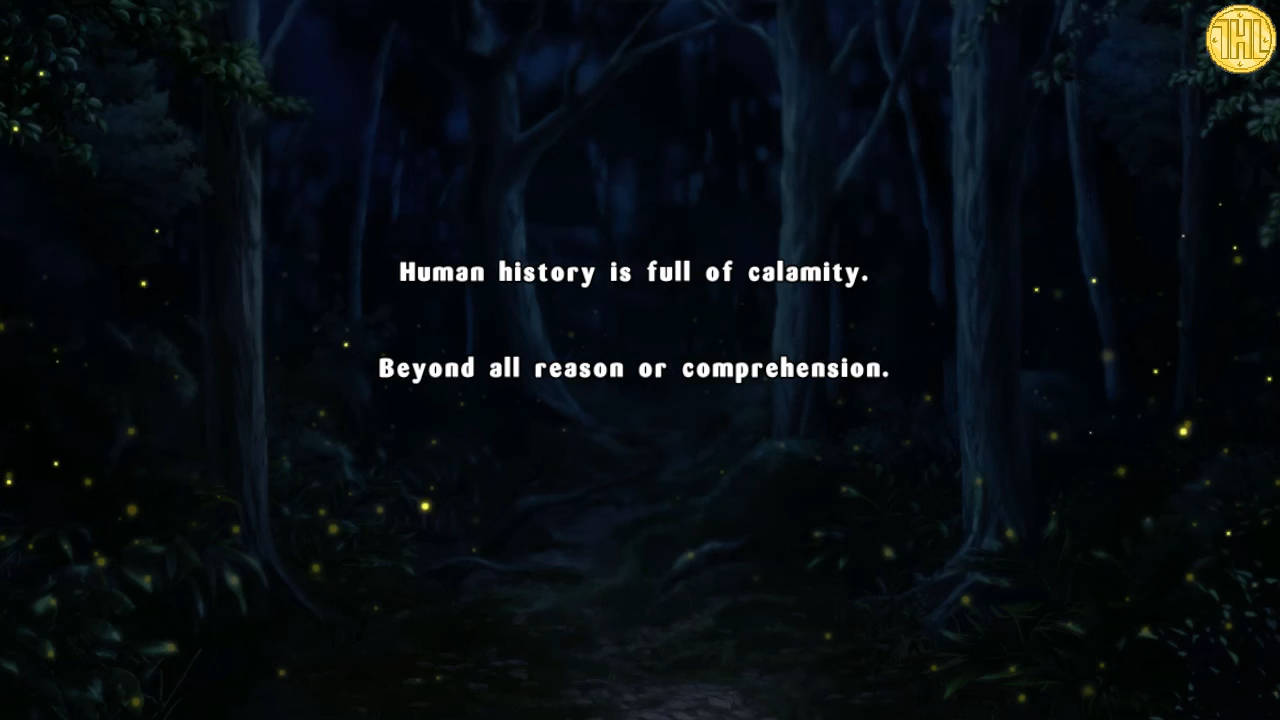 THL
Human history is full of calamity.
Beyond all reason or comprehension.